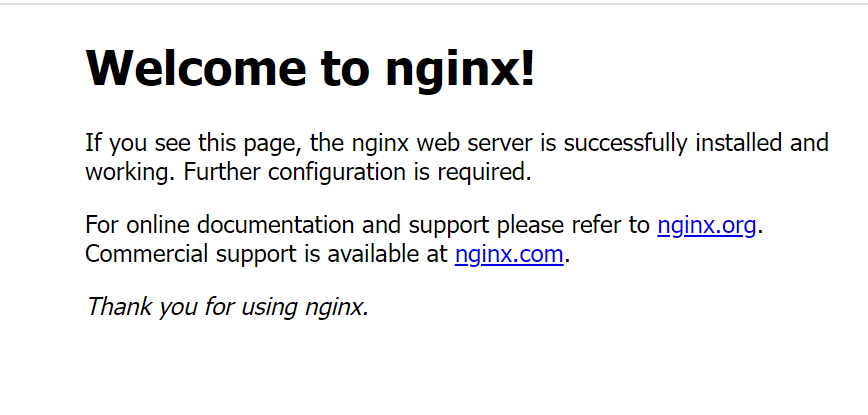 Welcome to nginx!
If you see this page, the nginx web server is successfully installed and
working. Further configuration is required.
For online documentation and support please refer to nginx.org.
Commercial support is available at nginx.com.
Thank you for using nginx.